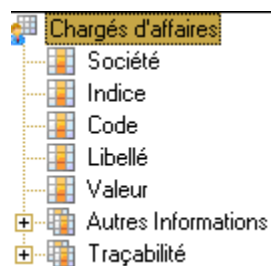 Chargés d'affaires
Société
Indice
Code
Libellé
Valeur
Autres Informations
Traçabilité